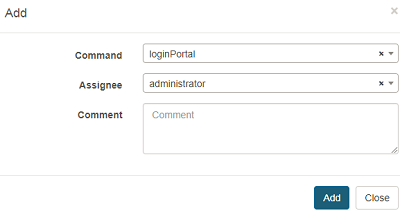 Add ×
Command loginPortal ×
Assignee administrator ×
Comment Comment
Add Close